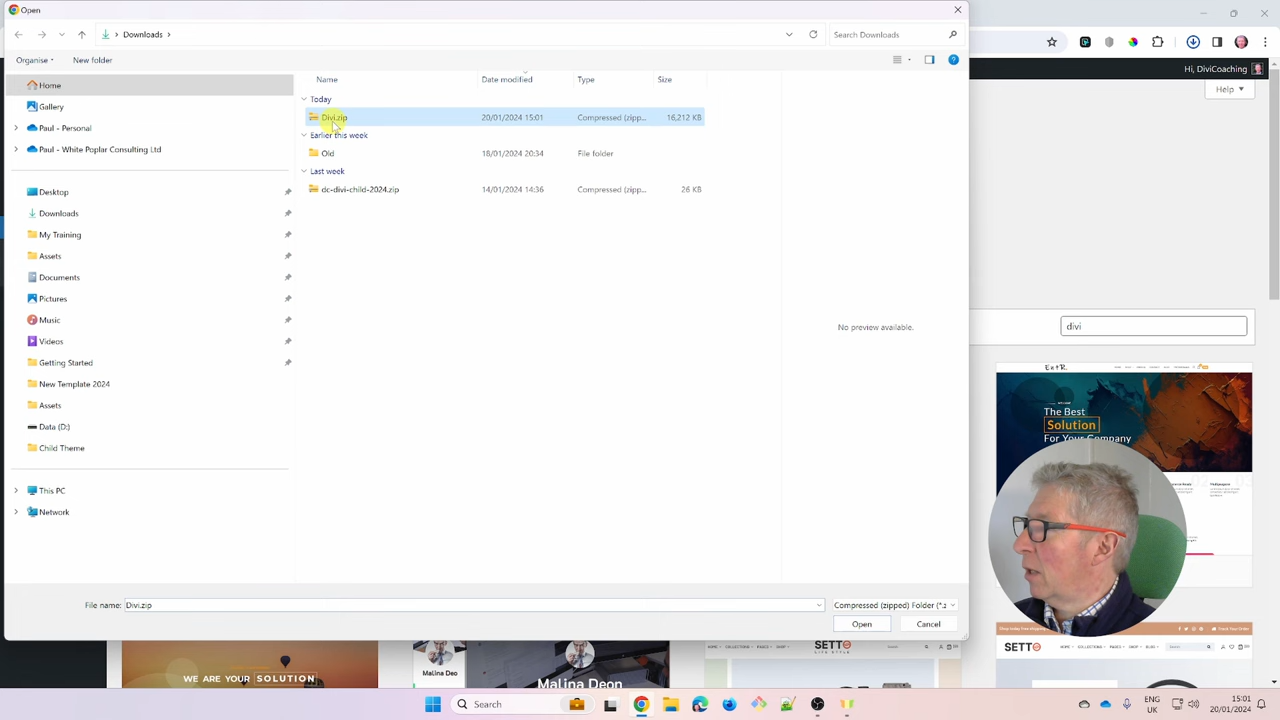 Open
Downloads
Search Downloads
Organise
New folder
Hi, DiviCoaching
Help
Home
Gallery
Paul - Personal
Paul - White Poplar Consulting Ltd
Desktop
Downloads
My Training
Assets
Documents
Pictures
Music
Videos
Getting Started
New Template 2024
Assets
Data (D:)
Child Theme
This PC
Network
Name
Date modified
Type
Size
Today
Divi.zip
20/01/2024 15:01
Compressed (zipp...
16,212 KB
Earlier this week
Old
18/01/2024 20:34
File folder
Last week
dc-divi-child-2024.zip
14/01/2024 14:36
Compressed (zipp...
26 KB
No preview available.
divi
The Best
Solution
For Your Company
File name:
Divi.zip
Compressed (zipped) Folder (*.z
Open
Cancel
WE ARE YOUR SOLUTION
Malina Deo
Malina Deon
SETTO
LIFE STYLE
SETTO
Search
ENG
UK
15:01
20/01/2024